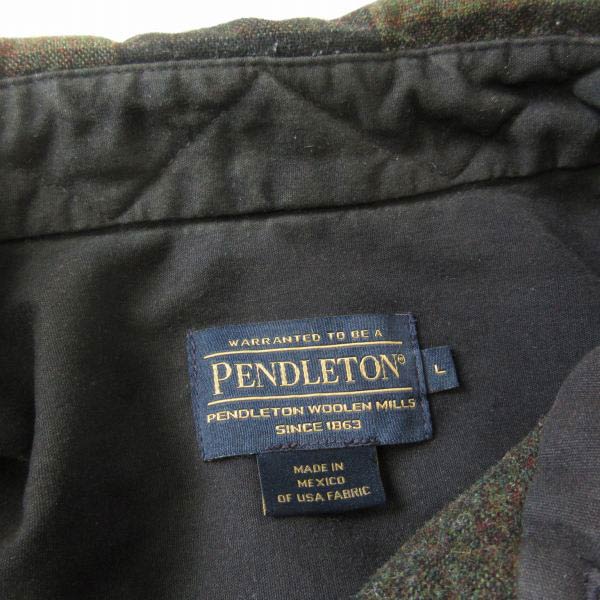 WARRANTED TO BE A
PENDLETON®
PENDLETON WOOLEN MILLS
SINCE 1863
L
MADE IN
MEXICO
OF USA FABRIC